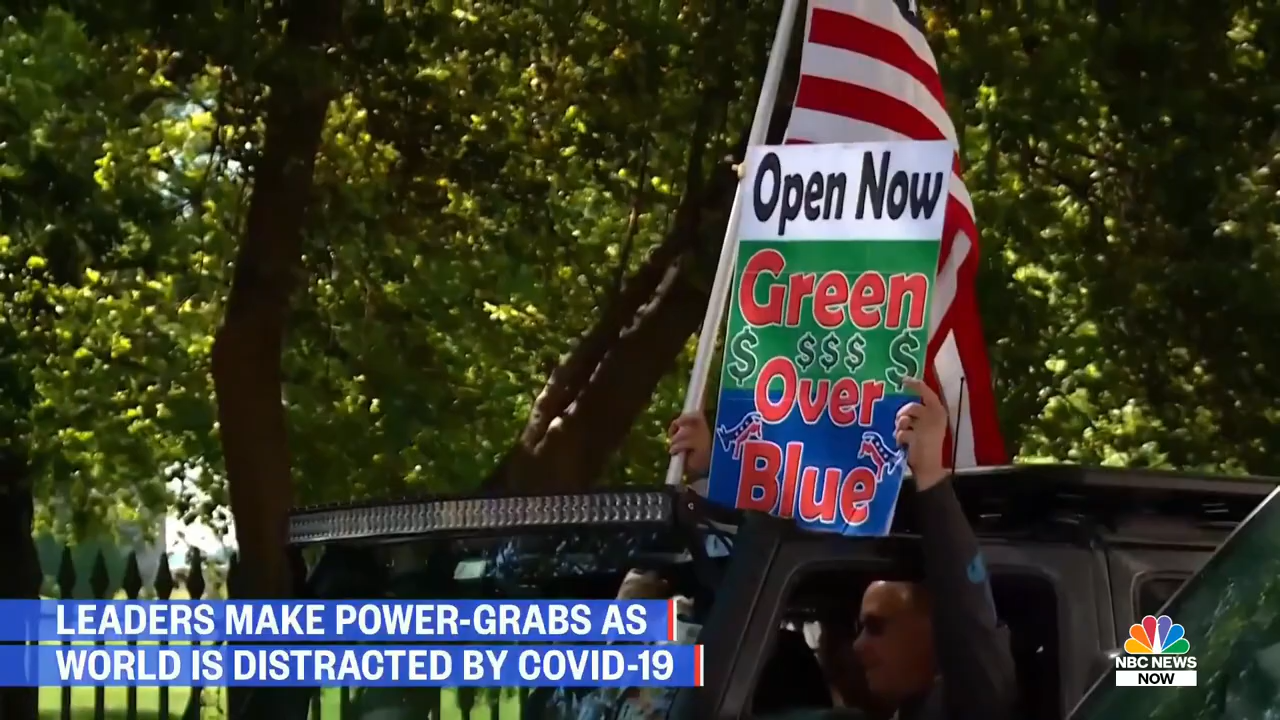 Open Now
Green
$ $$$ $
Over
Blue
LEADERS MAKE POWER-GRABS AS
WORLD IS DISTRACTED BY COVID-19
NBC NEWS
NOW